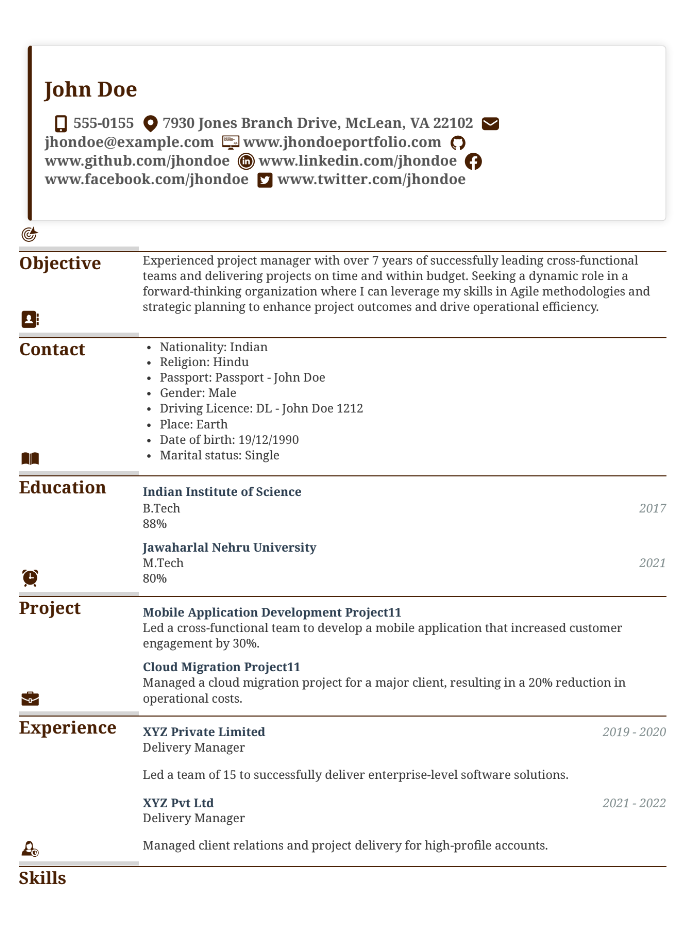 John Doe
555-0155 7930 Jones Branch Drive, McLean, VA 22102
jhondoe@example.com www.jhondoeportfolio.com
www.github.com/jhondoe www.linkedin.com/jhondoe
www.facebook.com/jhondoe www.twitter.com/jhondoe
Objective
Experienced project manager with over 7 years of successfully leading cross-functional
teams and delivering projects on time and within budget. Seeking a dynamic role in a
forward-thinking organization where I can leverage my skills in Agile methodologies and
strategic planning to enhance project outcomes and drive operational efficiency.
Contact
• Nationality: Indian
• Religion: Hindu
• Passport: Passport - John Doe
• Gender: Male
• Driving Licence: DL - John Doe 1212
• Place: Earth
• Date of birth: 19/12/1990
• Marital status: Single
Education
Indian Institute of Science
B.Tech 2017
88%
Jawaharlal Nehru University
M.Tech 2021
80%
Project
Mobile Application Development Project11
Led a cross-functional team to develop a mobile application that increased customer
engagement by 30%.
Cloud Migration Project11
Managed a cloud migration project for a major client, resulting in a 20% reduction in
operational costs.
Experience
XYZ Private Limited 2019 - 2020
Delivery Manager
Led a team of 15 to successfully deliver enterprise-level software solutions.
XYZ Pvt Ltd 2021 - 2022
Delivery Manager
Managed client relations and project delivery for high-profile accounts.
Skills